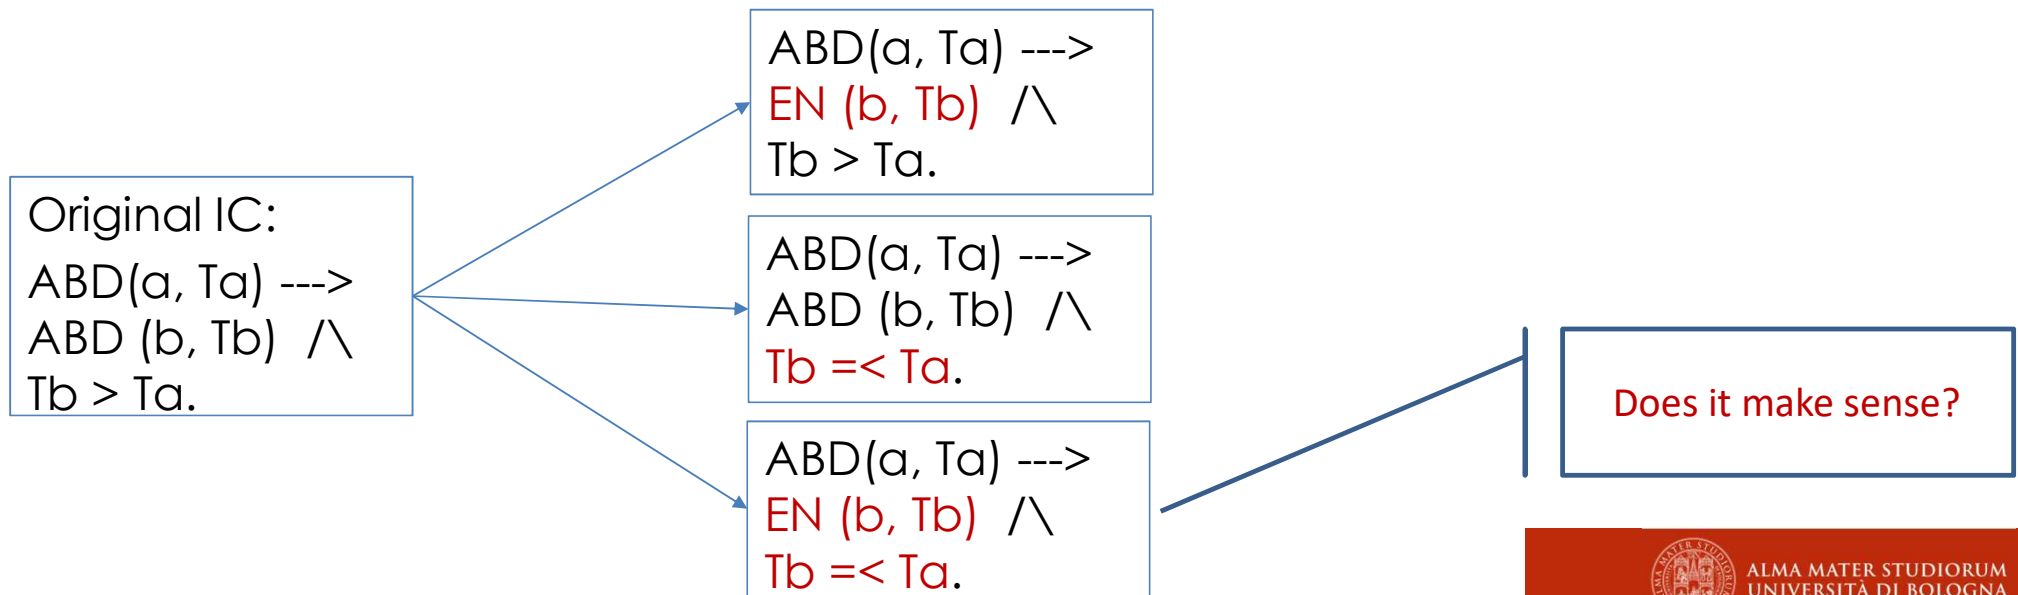 Original IC:
ABD(a, Ta) --->
ABD (b, Tb) /\
Tb > Ta.
ABD(a, Ta) --->
EN (b, Tb) /\
Tb > Ta.
ABD(a, Ta) --->
ABD (b, Tb) /\
Tb =< Ta.
ABD(a, Ta) --->
EN (b, Tb) /\
Tb =< Ta.
Does it make sense?
ALMA MATER STUDIORUM
UNIVERSITÀ DI BOLOGNA